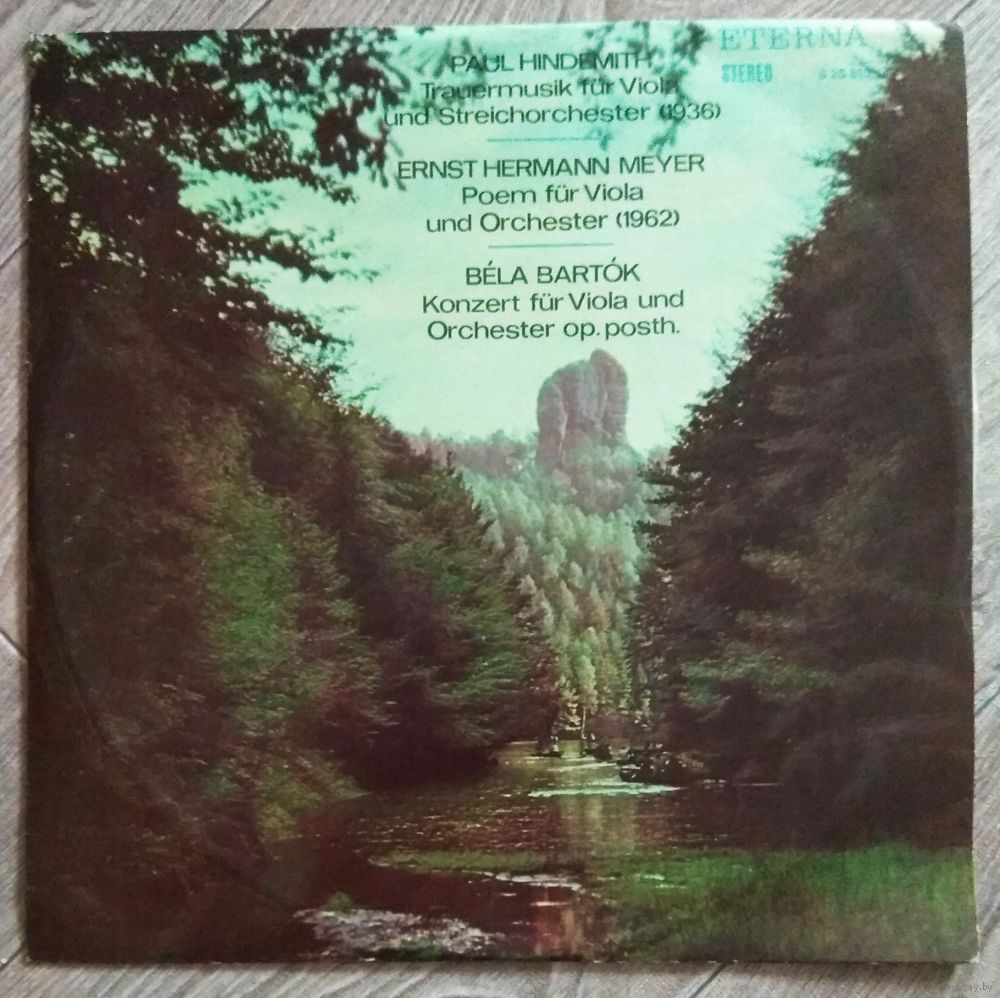 ETERNA
STEREO
PAUL HINDEMITH
Trauermusik für Viola
und Streichorchester (1936)
ERNST HERMANN MEYER
Poem für Viola
und Orchester (1962)
BÉLA BARTÓK
Konzert für Viola und
Orchester op. posth.